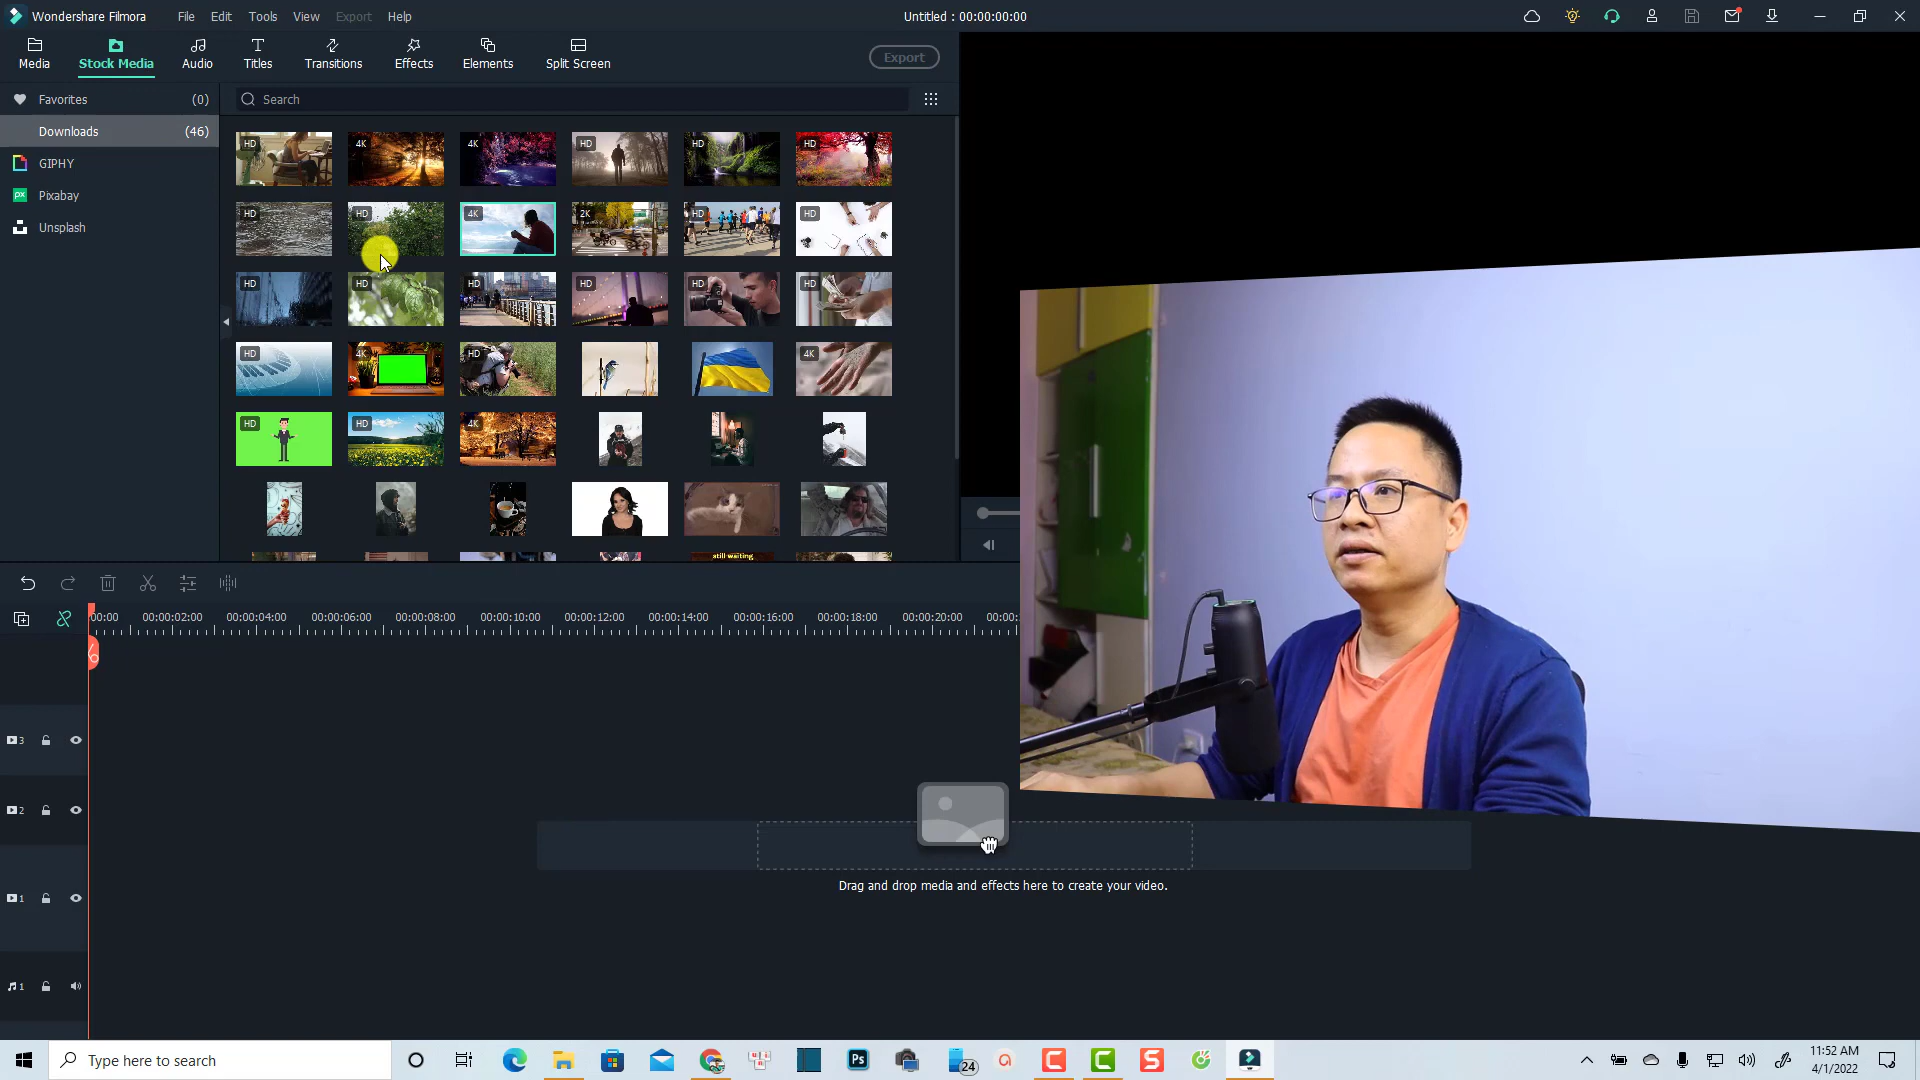 Wondershare Filmora File Edit Tools View Export Help Untitled : 00:00:00:00
Media Stock Media Audio Titles Transitions Effects Elements Split Screen Export
Favorites (0) Search
Downloads (46)
GIPHY
Pixabay
Unsplash
HD 4K 4K HD HD HD
HD HD 4K 2K HD HD
HD HD HD HD HD HD
HD 4K HD 4K
HD HD 4K
still waiting
00:00 00:00:02:00 00:00:04:00 00:00:06:00 00:00:08:00 00:00:10:00 00:00:12:00 00:00:14:00 00:00:16:00 00:00:18:00 00:00:20:00 00:00:
3
2
Drag and drop media and effects here to create your video.
1
1
Type here to search Ps 24 11:52 AM
4/1/2022